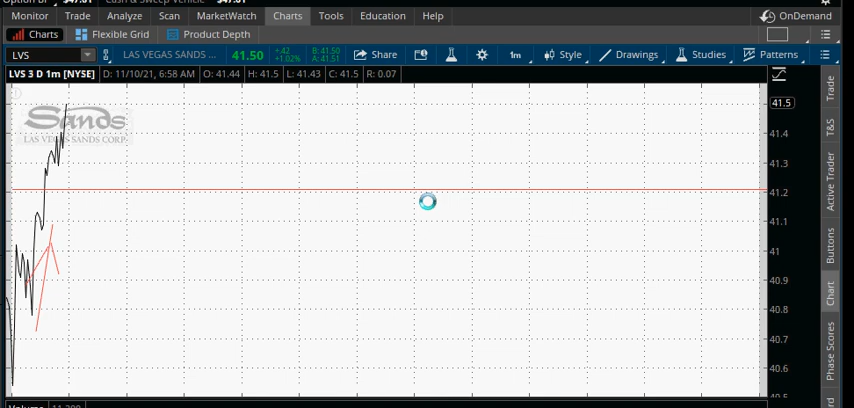 Monitor Trade Analyze Scan MarketWatch Charts Tools Education Help OnDemand
Charts Flexible Grid Product Depth
LVS LAS VEGAS SANDS ... 41.50 +.42 +1.02% B: 41.50 A: 41.51 Share 1m Style Drawings Studies Patterns
LVS 3 D 1m [NYSE] D: 11/10/21, 6:58 AM O: 41.44 H: 41.5 L: 41.43 C: 41.5 R: 0.07
Sands
LAS VEGAS SANDS CORP.
41.5
41.4
41.3
41.2
41.1
41
40.9
40.8
40.7
40.6
Trade
T&S
Active Trader
Buttons
Chart
Phase Scores